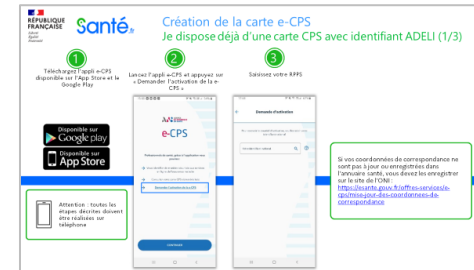 RÉPUBLIQUE
FRANÇAISE
Liberté
Égalité
Fraternité
Santé
Création de la carte e-CPS
Je dispose déjà d'une carte CPS avec identifiant ADELI (1/3)
1
Téléchargez l'appli e-CPS
disponible sur l'App Store et le
Google Play
2
Lancez l'appli e-CPS et appuyez sur
« Demander l'activation de la e-
CPS »
3
Saisissez votre RPPS
Disponible sur
Google play
Disponible sur
App Store
Attention : toutes les
étapes décrites doivent
être réalisées sur
téléphone
e-CPS
CONTINUER
Demande d'activation
Si vos coordonnées de correspondance ne
sont pas à jour ou enregistrées dans
l'annuaire santé, vous devez les enregistrer
sur le site de l'ONI :
https://esante.gouv.fr/offres-services/e-
cps/mise-jour-des-coordonnees-de-
correspondance